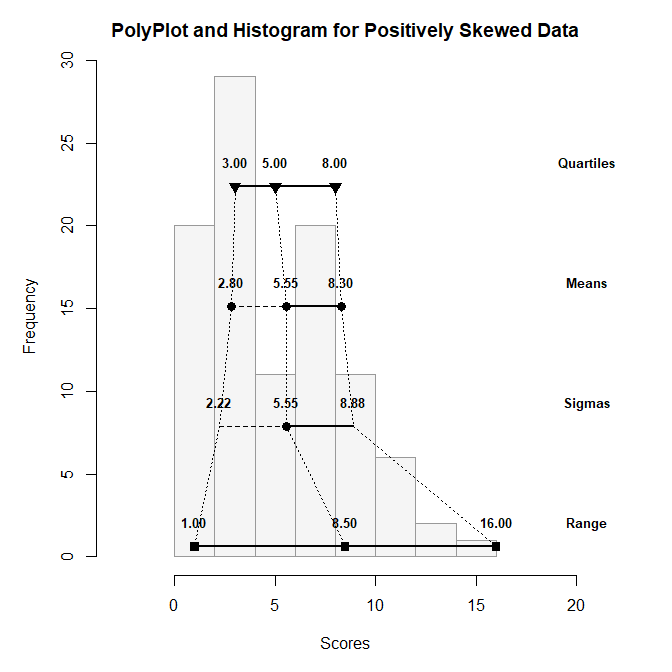 PolyPlot and Histogram for Positively Skewed Data
30
25
20
15
10
5
0
Frequency
3.00 5.00 8.00 Quartiles
2.80 5.55 8.30 Means
2.22 5.55 8.88 Sigmas
1.00 8.50 16.00 Range
0 5 10 15 20
Scores